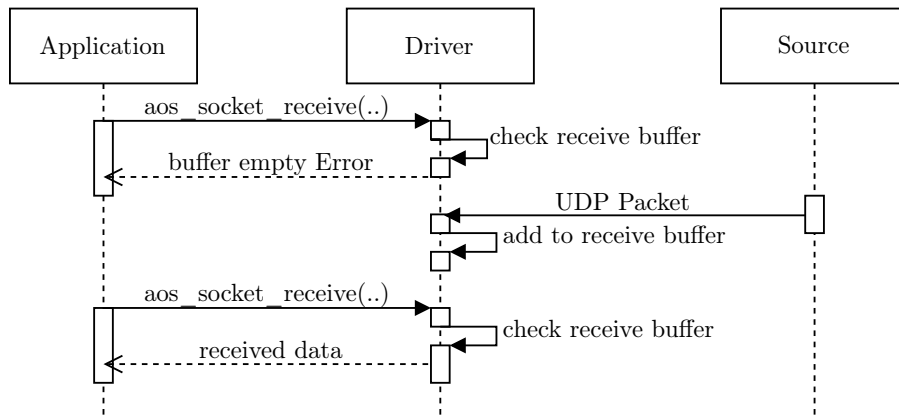 Application
Driver
Source
aos_socket_receive(..)
check receive buffer
buffer empty Error
UDP Packet
add to receive buffer
aos_socket_receive(..)
check receive buffer
received data